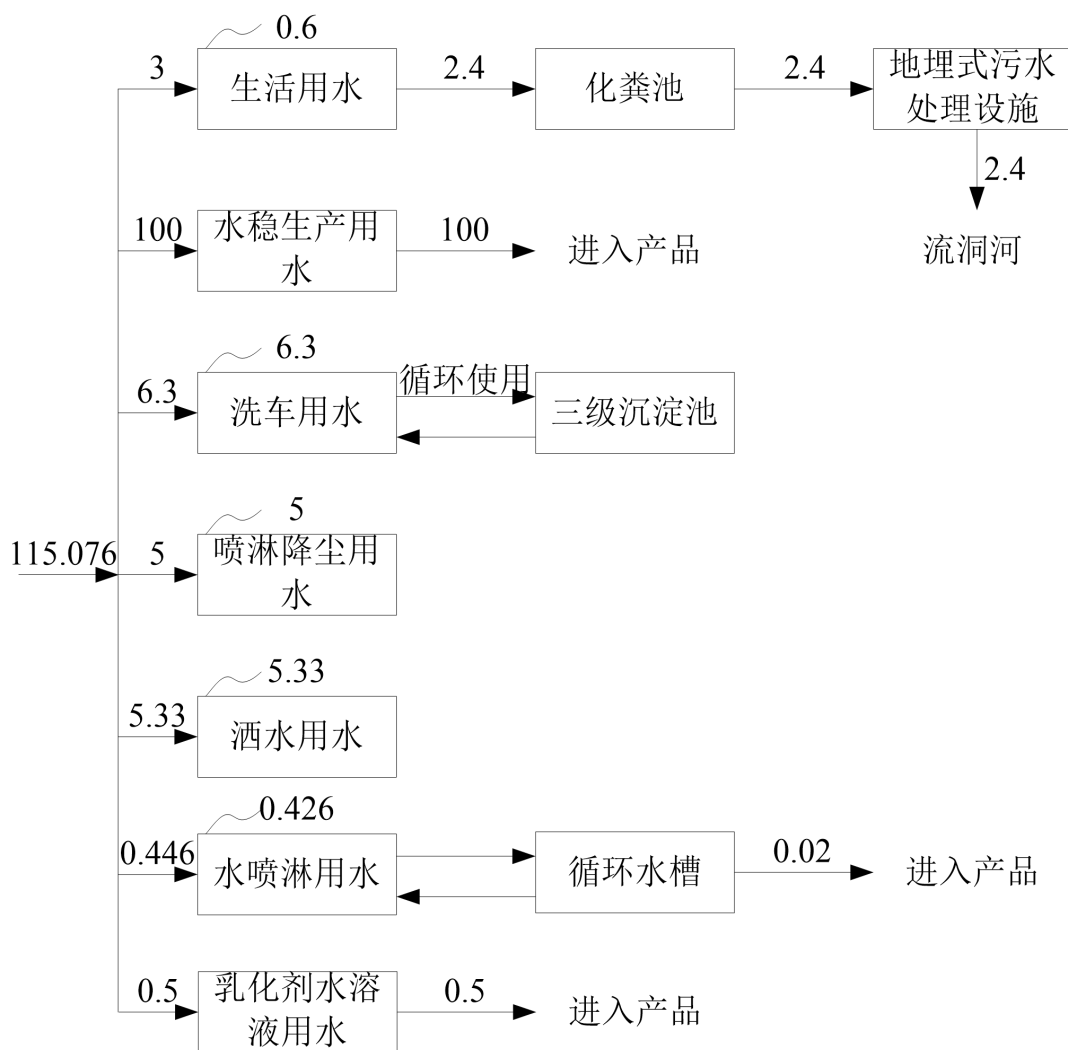 0.6
3
生活用水
2.4
化粪池
2.4
地埋式污水
处理设施
2.4
流洞河
100
水稳生产用
水
100
进入产品
6.3
6.3
洗车用水
循环使用
三级沉淀池
115.076
5
5
喷淋降尘用
水
5.33
5.33
洒水用水
0.426
0.446
水喷淋用水
循环水槽
0.02
进入产品
0.5
乳化剂水溶
液用水
0.5
进入产品